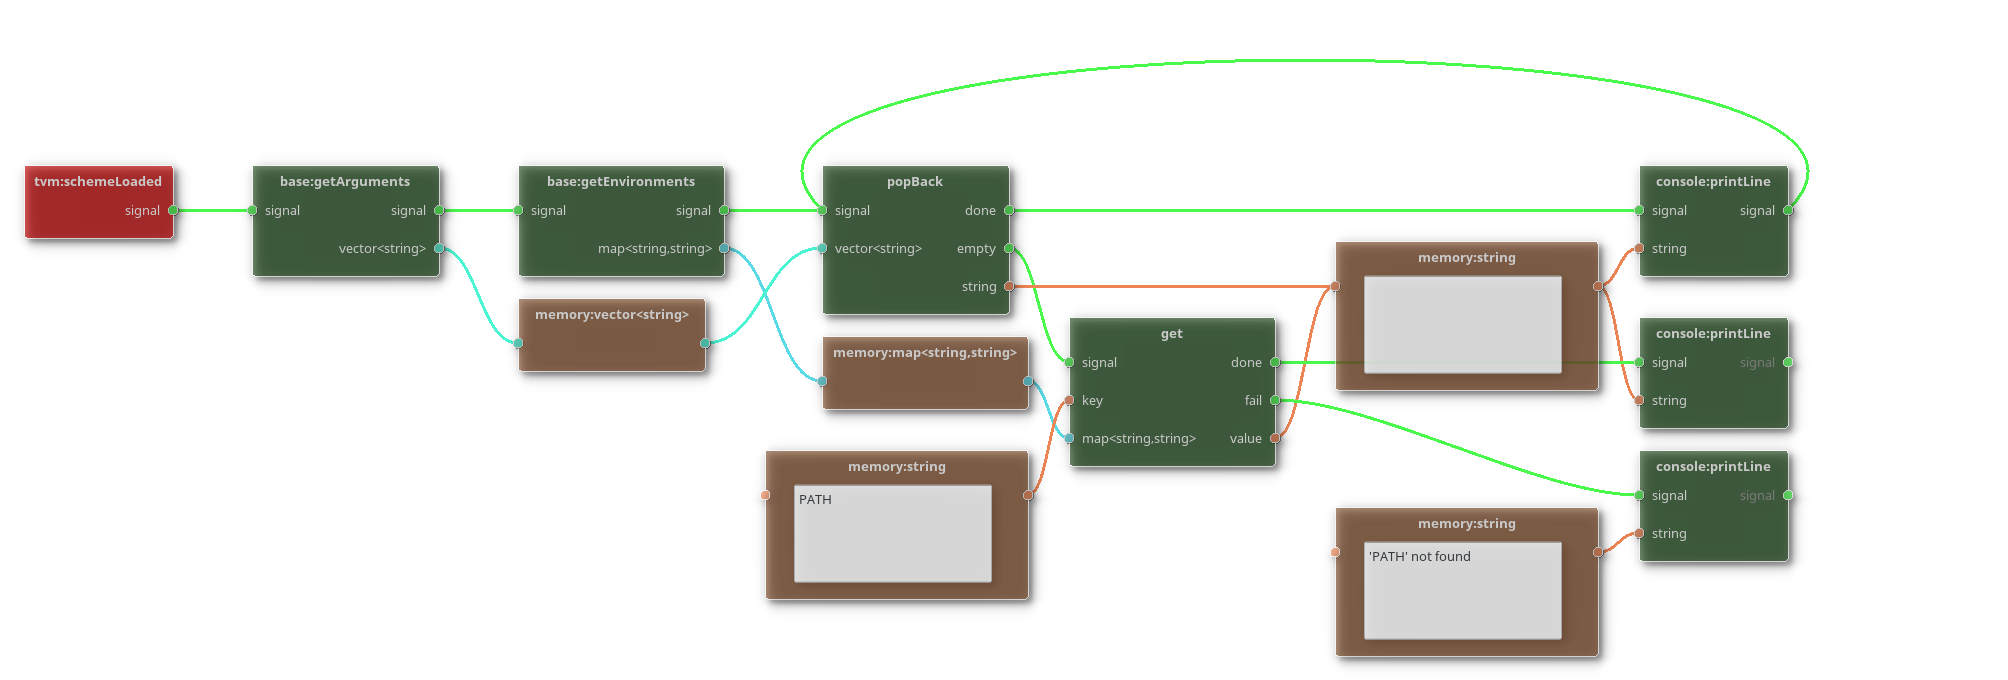 tvm:schemeLoaded
signal
base:getArguments
signal signal
vector<string>
base:getEnvironments
signal signal
map<string,string>
memory:vector<string>
popBack
signal done
vector<string> empty
string
memory:map<string,string>
memory:string
PATH
get
signal done
key fail
map<string,string> value
memory:string
console:printLine
signal signal
string
console:printLine
signal signal
string
console:printLine
signal signal
string
memory:string
'PATH' not found